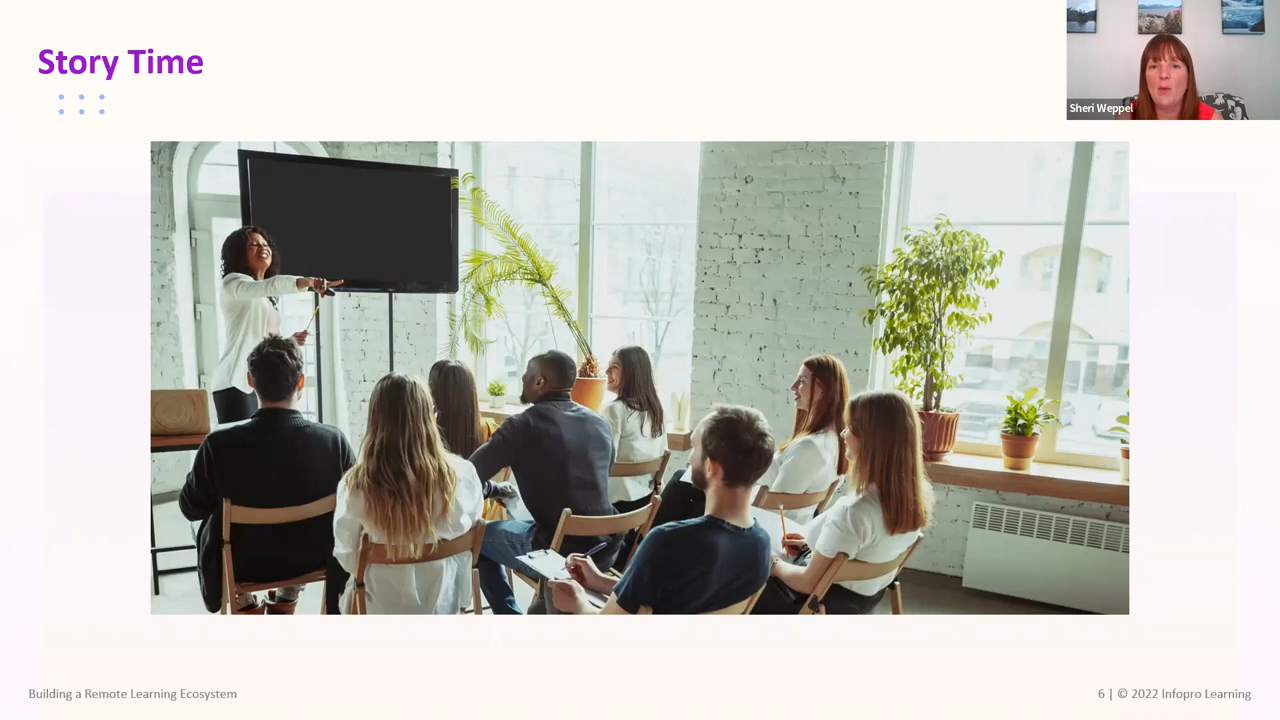 Story Time
Sheri Weppel
Building a Remote Learning Ecosystem
6 | © 2022 Infopro Learning